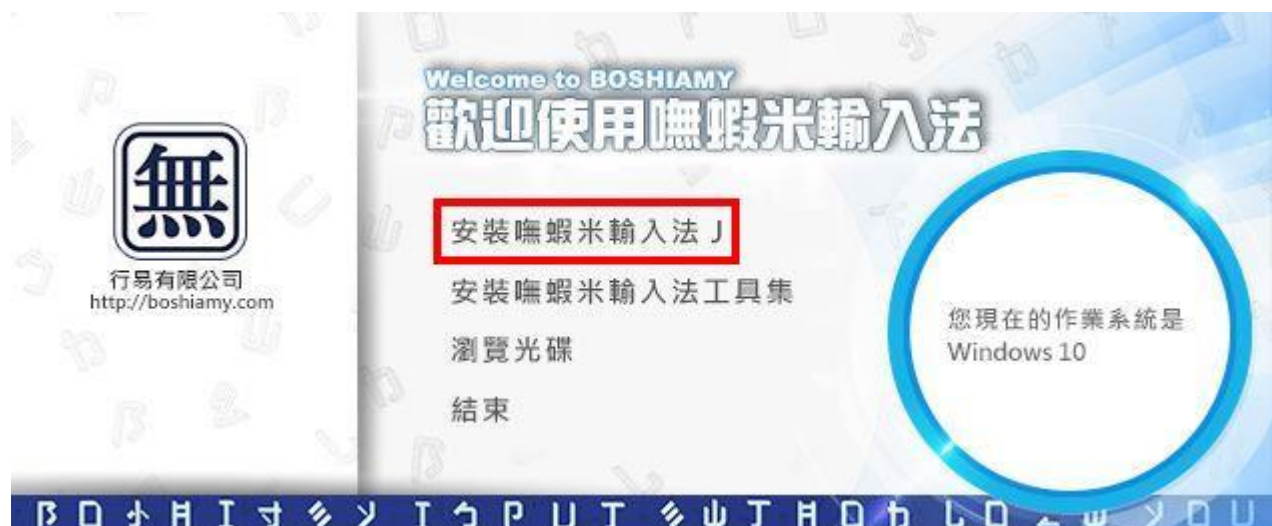 Welcome to BOSHIAMY
歡迎使用嘸蝦米輸入法
無
行易有限公司
http://boshiamy.com
安裝嘸蝦米輸入法 J
安裝嘸蝦米輸入法工具集
瀏覽光碟
結束
您現在的作業系統是
Windows 10